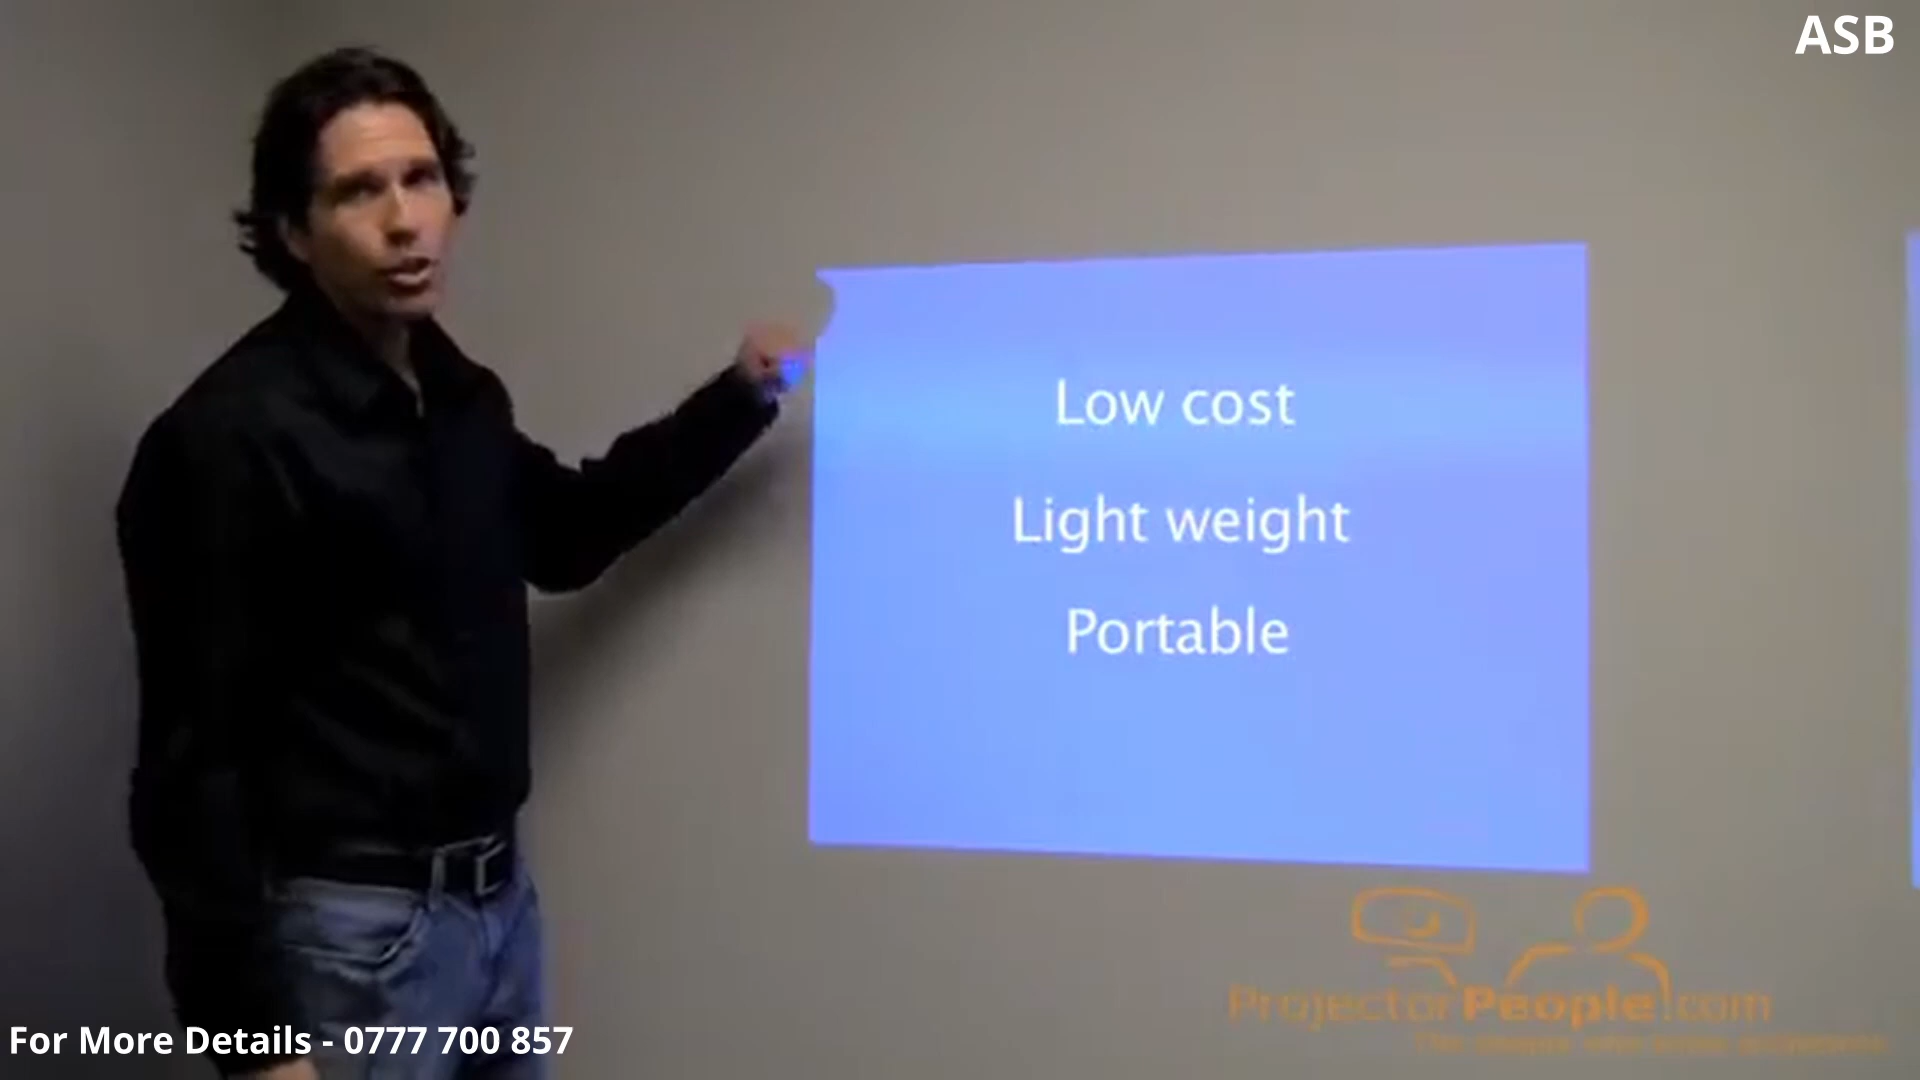 ASB
Low cost
Light weight
Portable
ProjectorPeople.com
For More Details - 0777 700 857